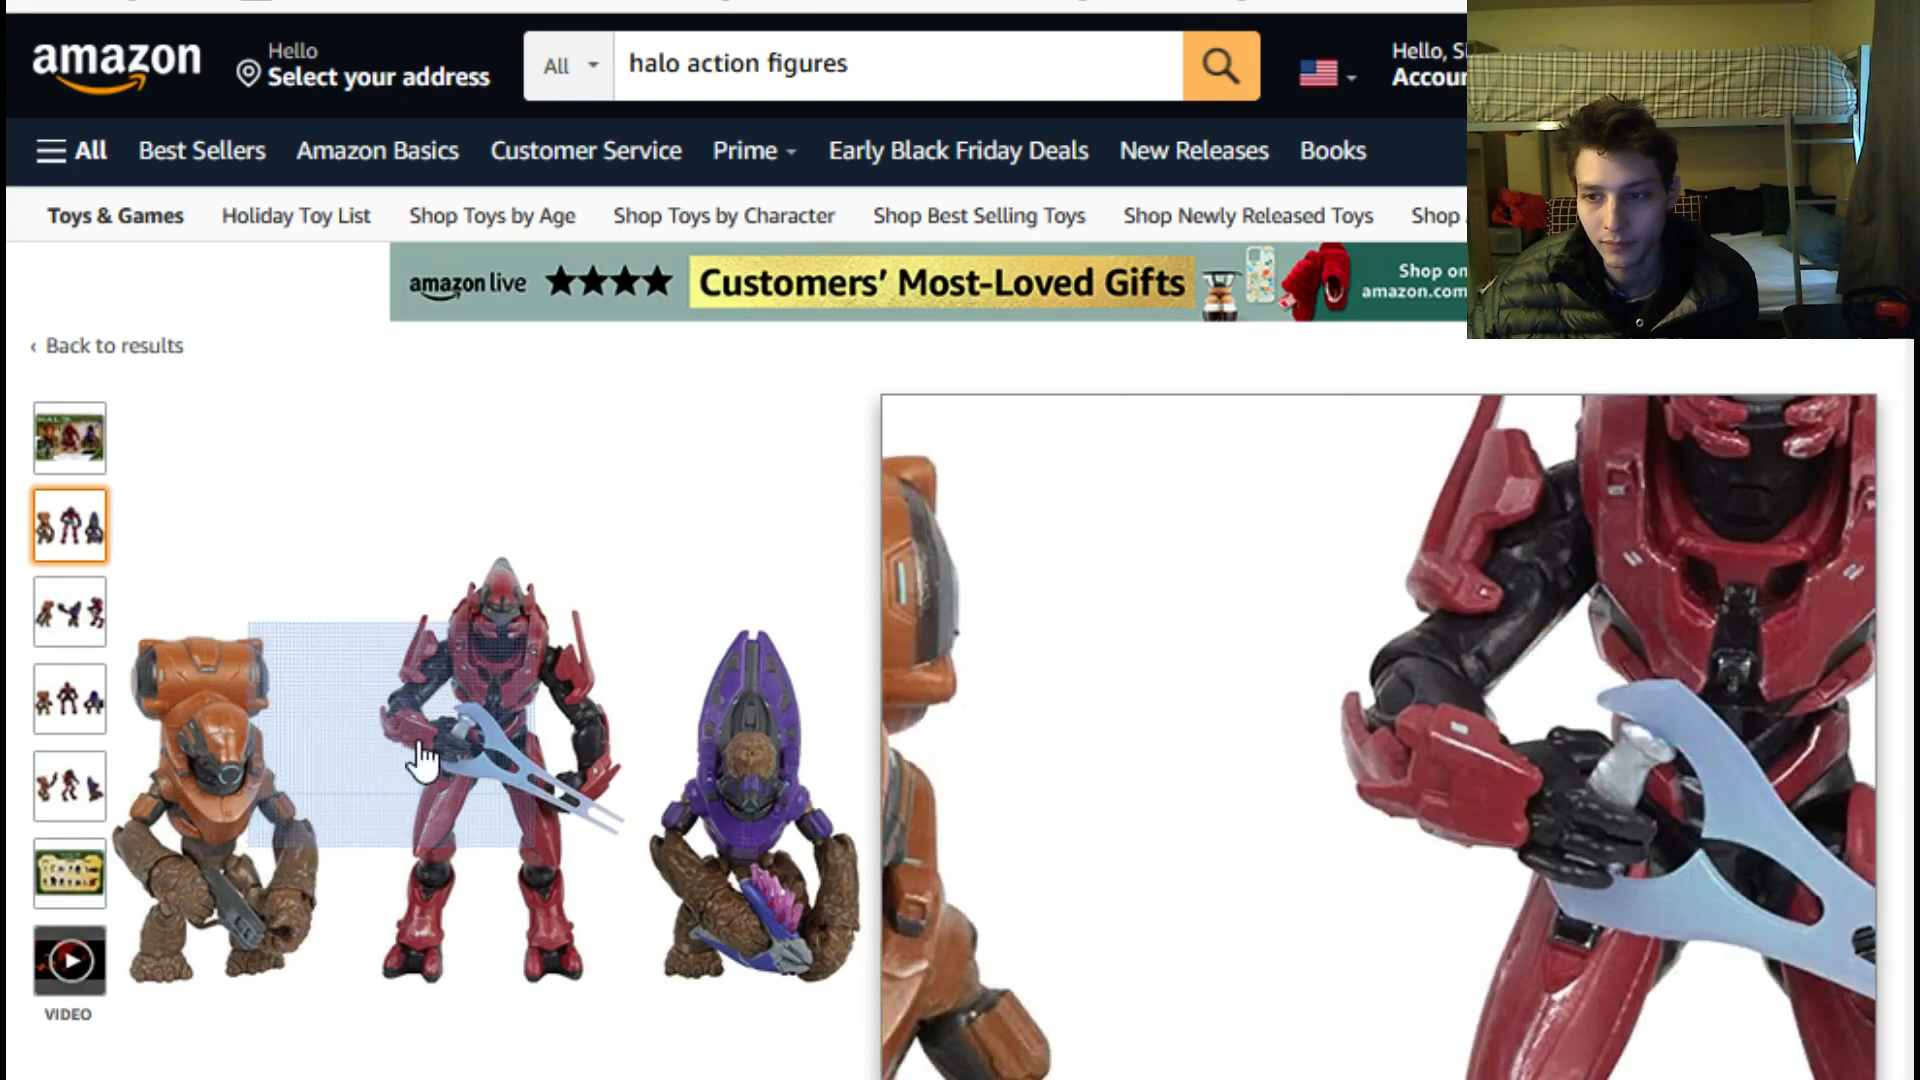 amazon
Hello
Select your address
All
halo action figures
Hello, S
Accou
All
Best Sellers
Amazon Basics
Customer Service
Prime
Early Black Friday Deals
New Releases
Books
Toys & Games
Holiday Toy List
Shop Toys by Age
Shop Toys by Character
Shop Best Selling Toys
Shop Newly Released Toys
Shop
amazon live
Customers' Most-Loved Gifts
Shop on
amazon.com
‹ Back to results
VIDEO